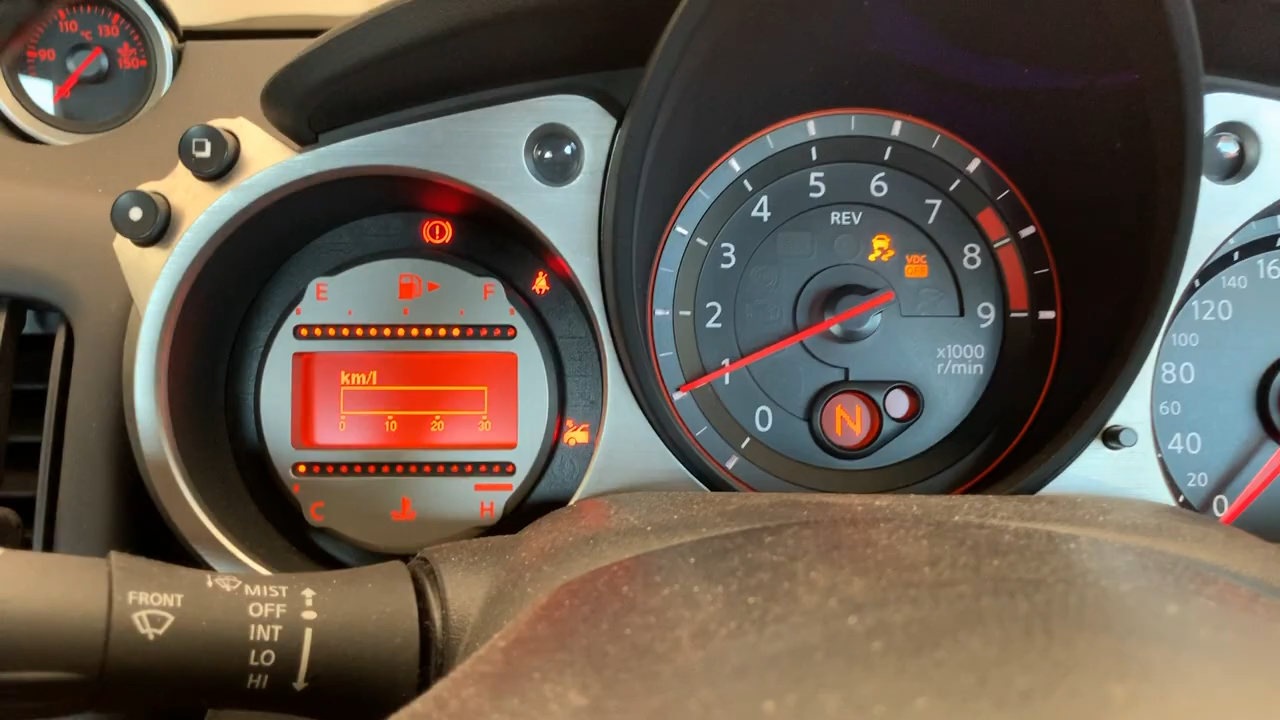 90 110 °C 130 150
E F
km/l
0 10 20 30
C H
0 1 2 3 4 5 6 7 8 9
REV
VDC
OFF
x1000
r/min
N
0 20 40 60 80 100 120 140
FRONT
MIST
OFF
INT
LO
HI